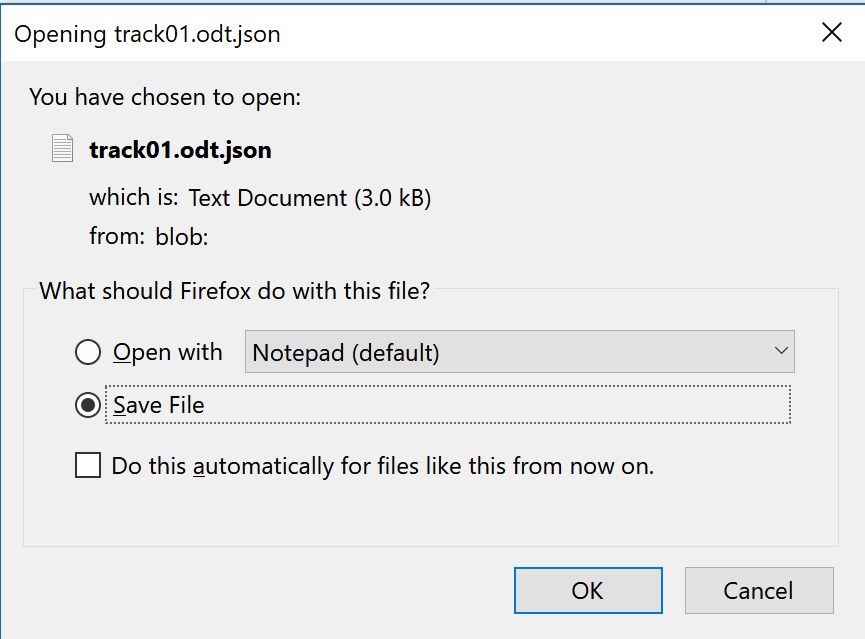 Opening track01.odt.json
You have chosen to open:
track01.odt.json
which is: Text Document (3.0 kB)
from: blob:
What should Firefox do with this file?
Open with Notepad (default)
Save File
Do this automatically for files like this from now on.
OK Cancel